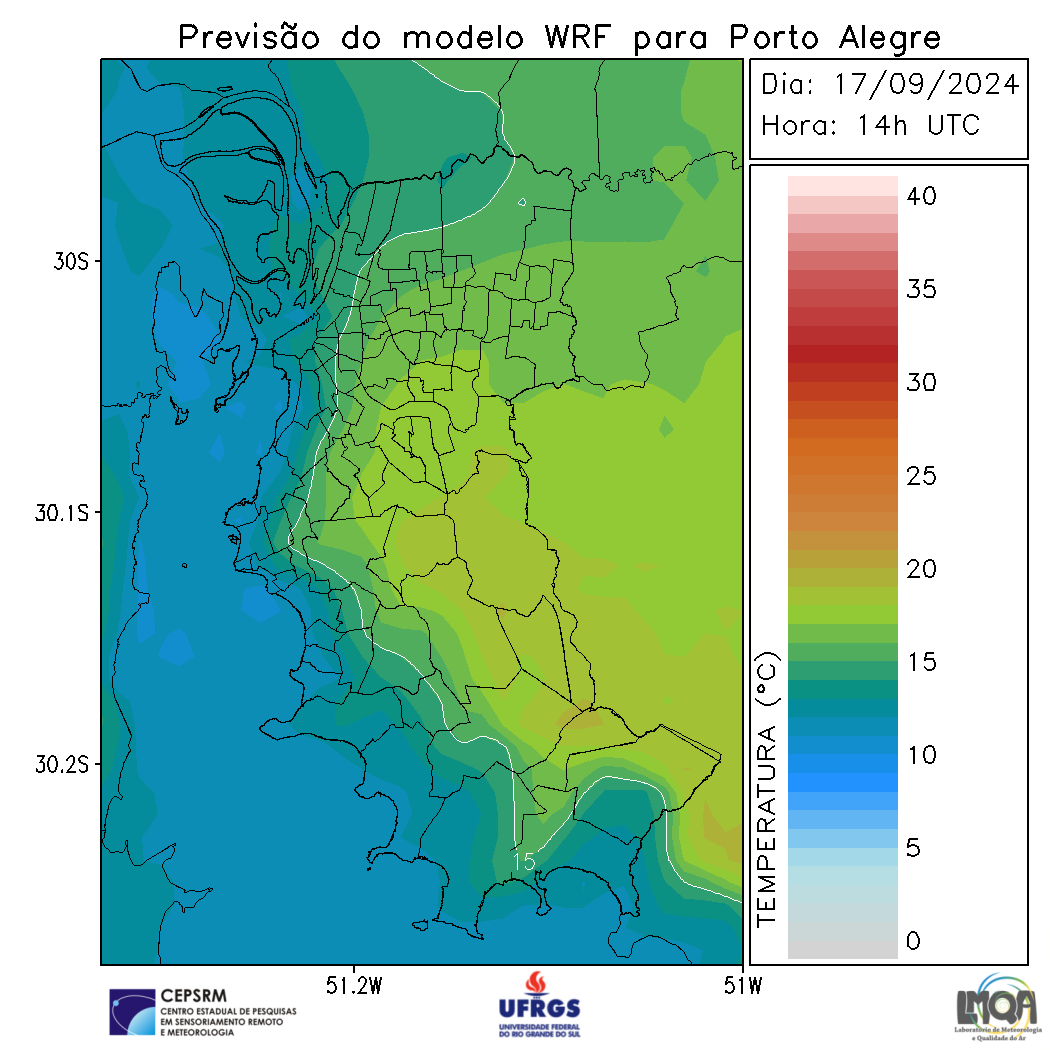 Previsão do modelo WRF para Porto Alegre
Dia: 17/09/2024
Hora: 14h UTC
40
35
30
25
20
15
10
5
0
TEMPERATURA (°C)
30S
30.1S
30.2S
15
51.2W
51W
CEPSRM
CENTRO ESTADUAL DE PESQUISAS
EM SENSORIAMENTO REMOTO
E METEOROLOGIA
UFRGS
UNIVERSIDADE FEDERAL
DO RIO GRANDE DO SUL
LMQA
Laboratório de Meteorologia
e Qualidade do Ar